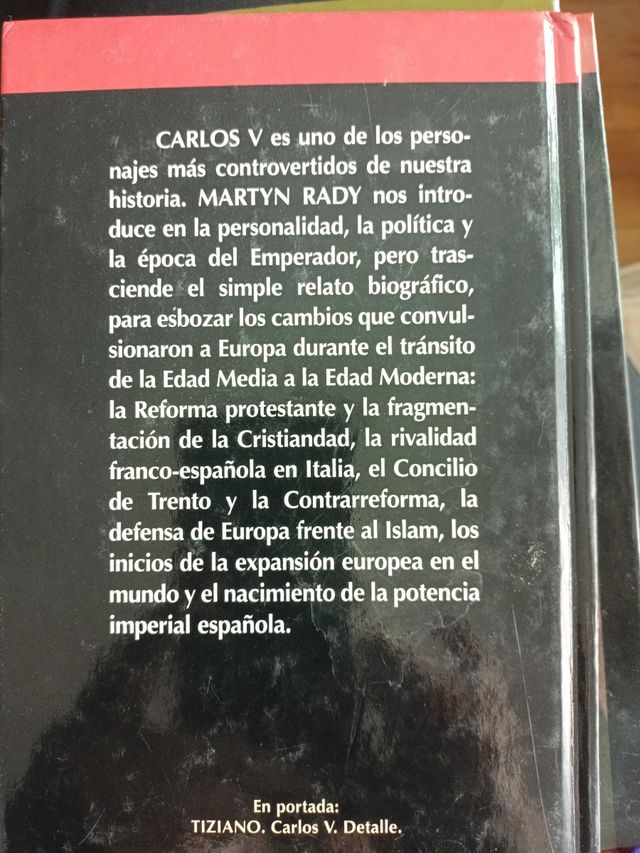 CARLOS V es uno de los perso-
najes más controvertidos de nuestra
historia. MARTYN RADY nos intro-
duce en la personalidad, la política y
la época del Emperador, pero tras-
ciende el simple relato biográfico,
para esbozar los cambios que convul-
sionaron a Europa durante el tránsito
de la Edad Media a la Edad Moderna:
la Reforma protestante y la fragmen-
tación de la Cristiandad, la rivalidad
franco-española en Italia, el Concilio
de Trento y la Contrarreforma, la
defensa de Europa frente al Islam, los
inicios de la expansión europea en el
mundo y el nacimiento de la potencia
imperial española.
En portada:
TIZIANO. Carlos V. Detalle.